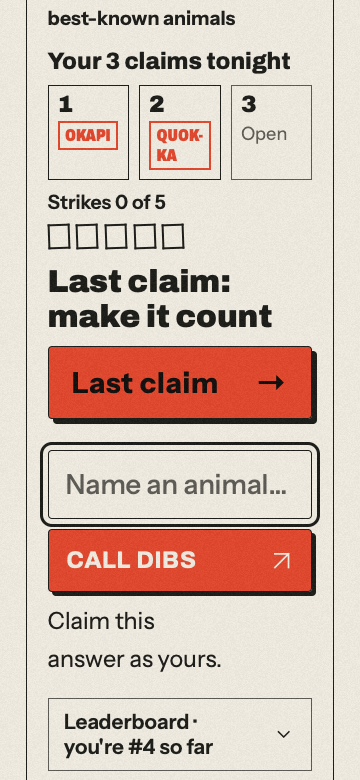 best-known animals
Your 3 claims tonight
1
OKAPI
2
QUOK-
KA
3
Open
Strikes 0 of 5
Last claim:
make it count
Last claim →
Name an animal...
CALL DIBS
Claim this
answer as yours.
Leaderboard ·
you're #4 so far